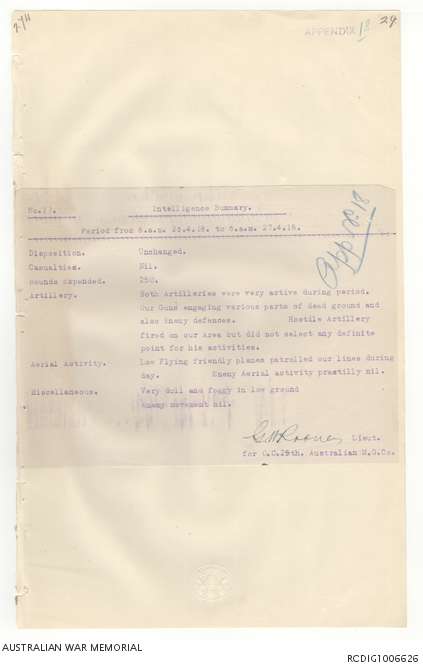 29
APPENDIX 18
App 18
No.17. Intelligence Summary.
Period from 6.a.m. 26.4.18. to 6.a.m. 27.4.18.
Disposition. Unchanged.
Casualties. Nil.
Rounds expended. 250.
Artillery. Both Artilleries were very active during period.
Our Guns engaging various parts of dead ground and
also Enemy defences. Hostile Artillery
fired on our area but did not select any definite
point for his activities.
Aerial Activity. Low Flying friendly planes patralled our lines during
day. Enemy Aerial activity prastilly nil.
Miscellaneous. Very dull and foggy in low ground
Enemy movement nil.
Lieut.
for O.C.25th. Australian M.G.Co.
AUSTRALIAN WAR MEMORIAL
RCDIG1006626